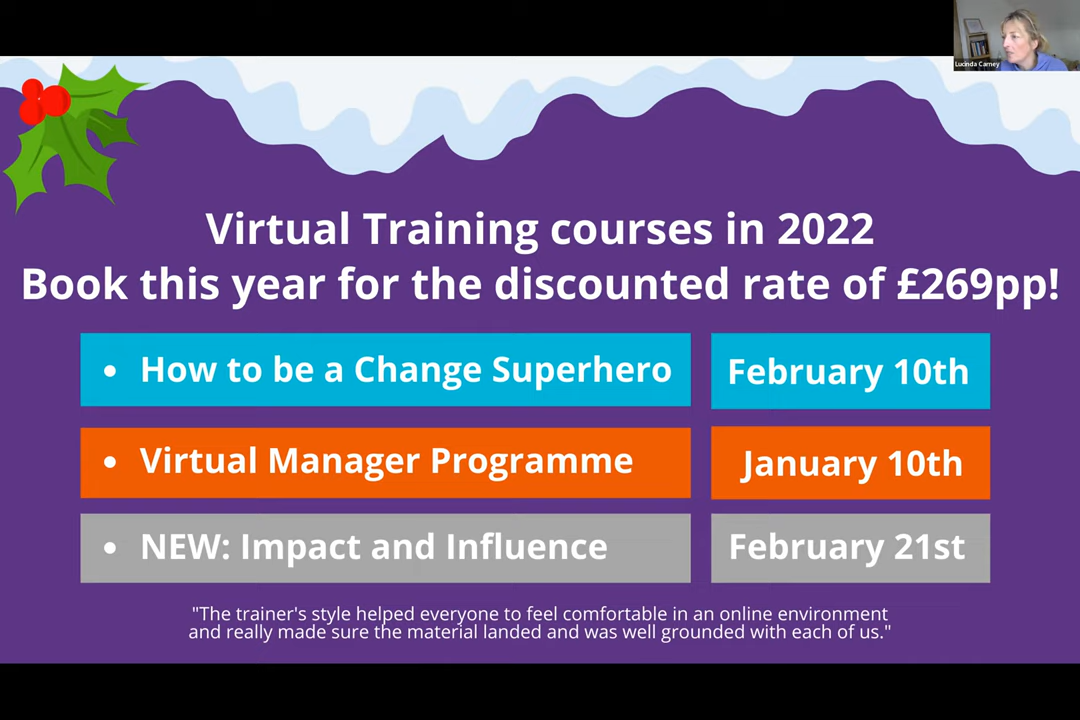 Lucinda Carney
Virtual Training courses in 2022
Book this year for the discounted rate of £269pp!
• How to be a Change Superhero
February 10th
• Virtual Manager Programme
January 10th
• NEW: Impact and Influence
February 21st
"The trainer's style helped everyone to feel comfortable in an online environment
and really made sure the material landed and was well grounded with each of us."